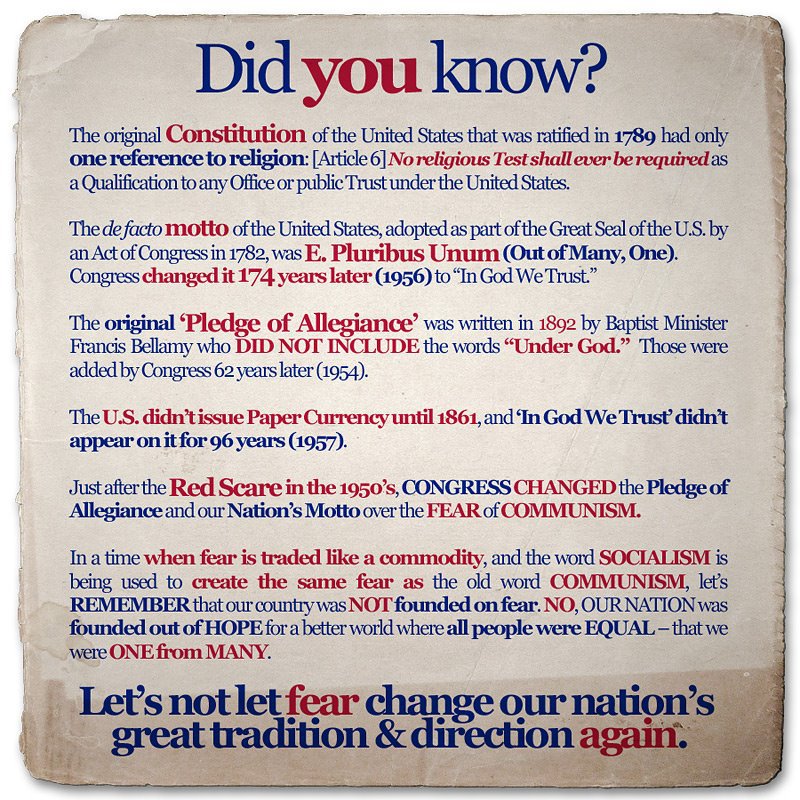 Did you know?
The original Constitution of the United States that was ratified in 1789 had only
one reference to religion: [Article 6] No religious Test shall ever be required as
a Qualification to any Office or public Trust under the United States.
The de facto motto of the United States, adopted as part of the Great Seal of the U.S. by
an Act of Congress in 1782, was E. Pluribus Unum (Out of Many, One).
Congress changed it 174 years later (1956) to “In God We Trust.”
The original ‘Pledge of Allegiance’ was written in 1892 by Baptist Minister
Francis Bellamy who DID NOT INCLUDE the words “Under God.” Those were
added by Congress 62 years later (1954).
The U.S. didn’t issue Paper Currency until 1861, and ‘In God We Trust’ didn’t
appear on it for 96 years (1957).
Just after the Red Scare in the 1950’s, CONGRESS CHANGED the Pledge of
Allegiance and our Nation’s Motto over the FEAR of COMMUNISM.
In a time when fear is traded like a commodity, and the word SOCIALISM is
being used to create the same fear as the old word COMMUNISM, let’s
REMEMBER that our country was NOT founded on fear. NO, OUR NATION was
founded out of HOPE for a better world where all people were EQUAL – that we
were ONE from MANY.
Let’s not let fear change our nation’s
great tradition & direction again.